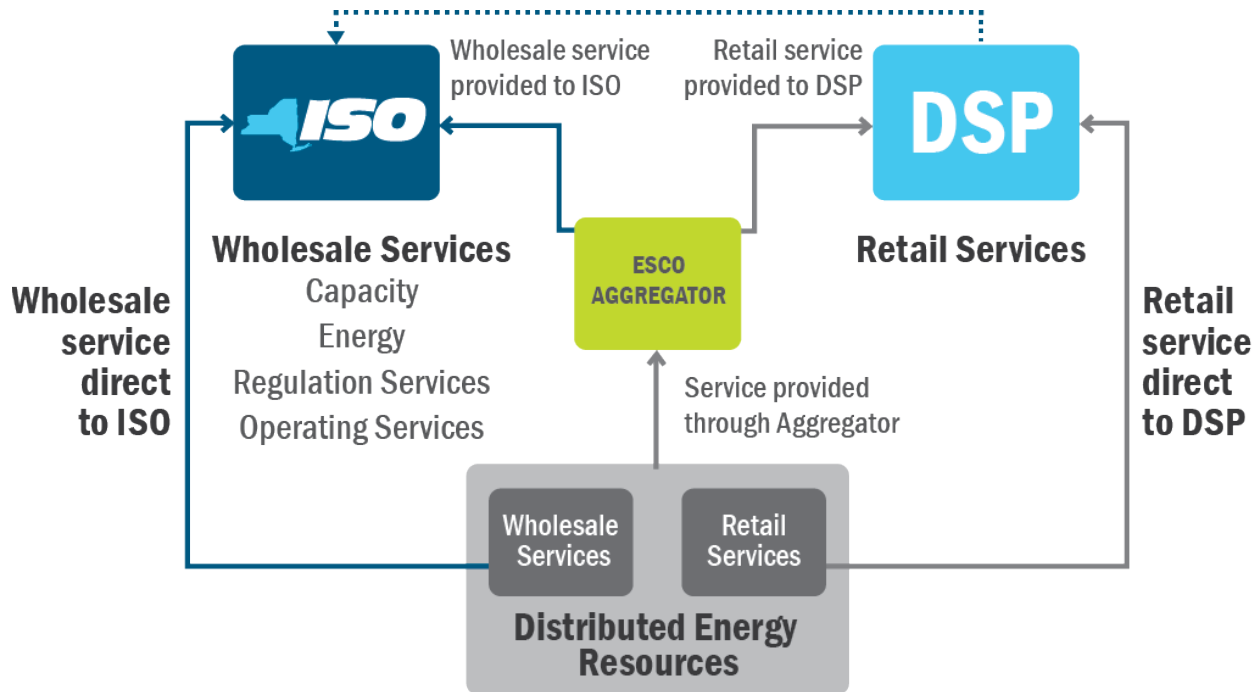 Wholesale service
provided to ISO
Retail service
provided to DSP
ISO
DSP
Wholesale Services
Capacity
Energy
Regulation Services
Operating Services
Retail Services
ESCO
AGGREGATOR
Wholesale
service
direct
to ISO
Retail
service
direct
to DSP
Service provided
through Aggregator
Wholesale
Services
Retail
Services
Distributed Energy
Resources